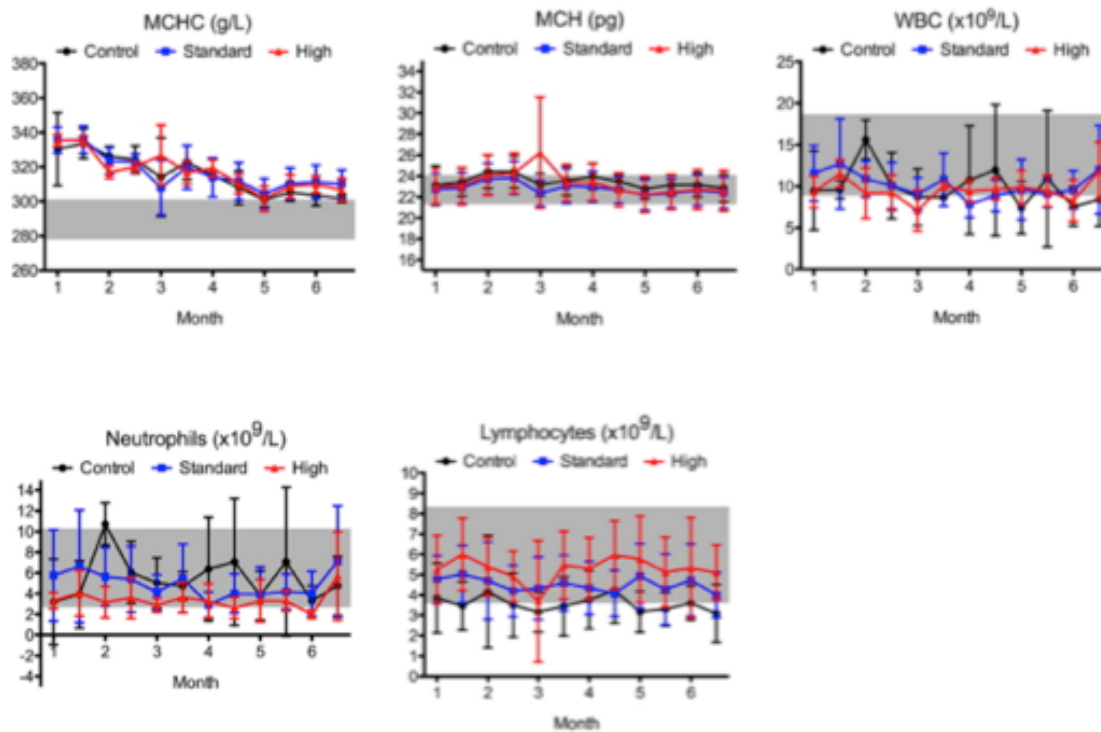 MCHC (g/L)
Control Standard High
380
360
340
320
300
280
260
1 2 3 4 5 6
Month
MCH (pg)
Control Standard High
34
32
30
28
26
24
22
20
18
16
1 2 3 4 5 6
Month
WBC (x10⁹/L)
Control Standard High
25
20
15
10
5
0
1 2 3 4 5 6
Month
Neutrophils (x10⁹/L)
Control Standard High
14
12
10
8
6
4
2
0
-2
-4
1 2 3 4 5 6
Month
Lymphocytes (x10⁹/L)
Control Standard High
10
9
8
7
6
5
4
3
2
1
0
1 2 3 4 5 6
Month